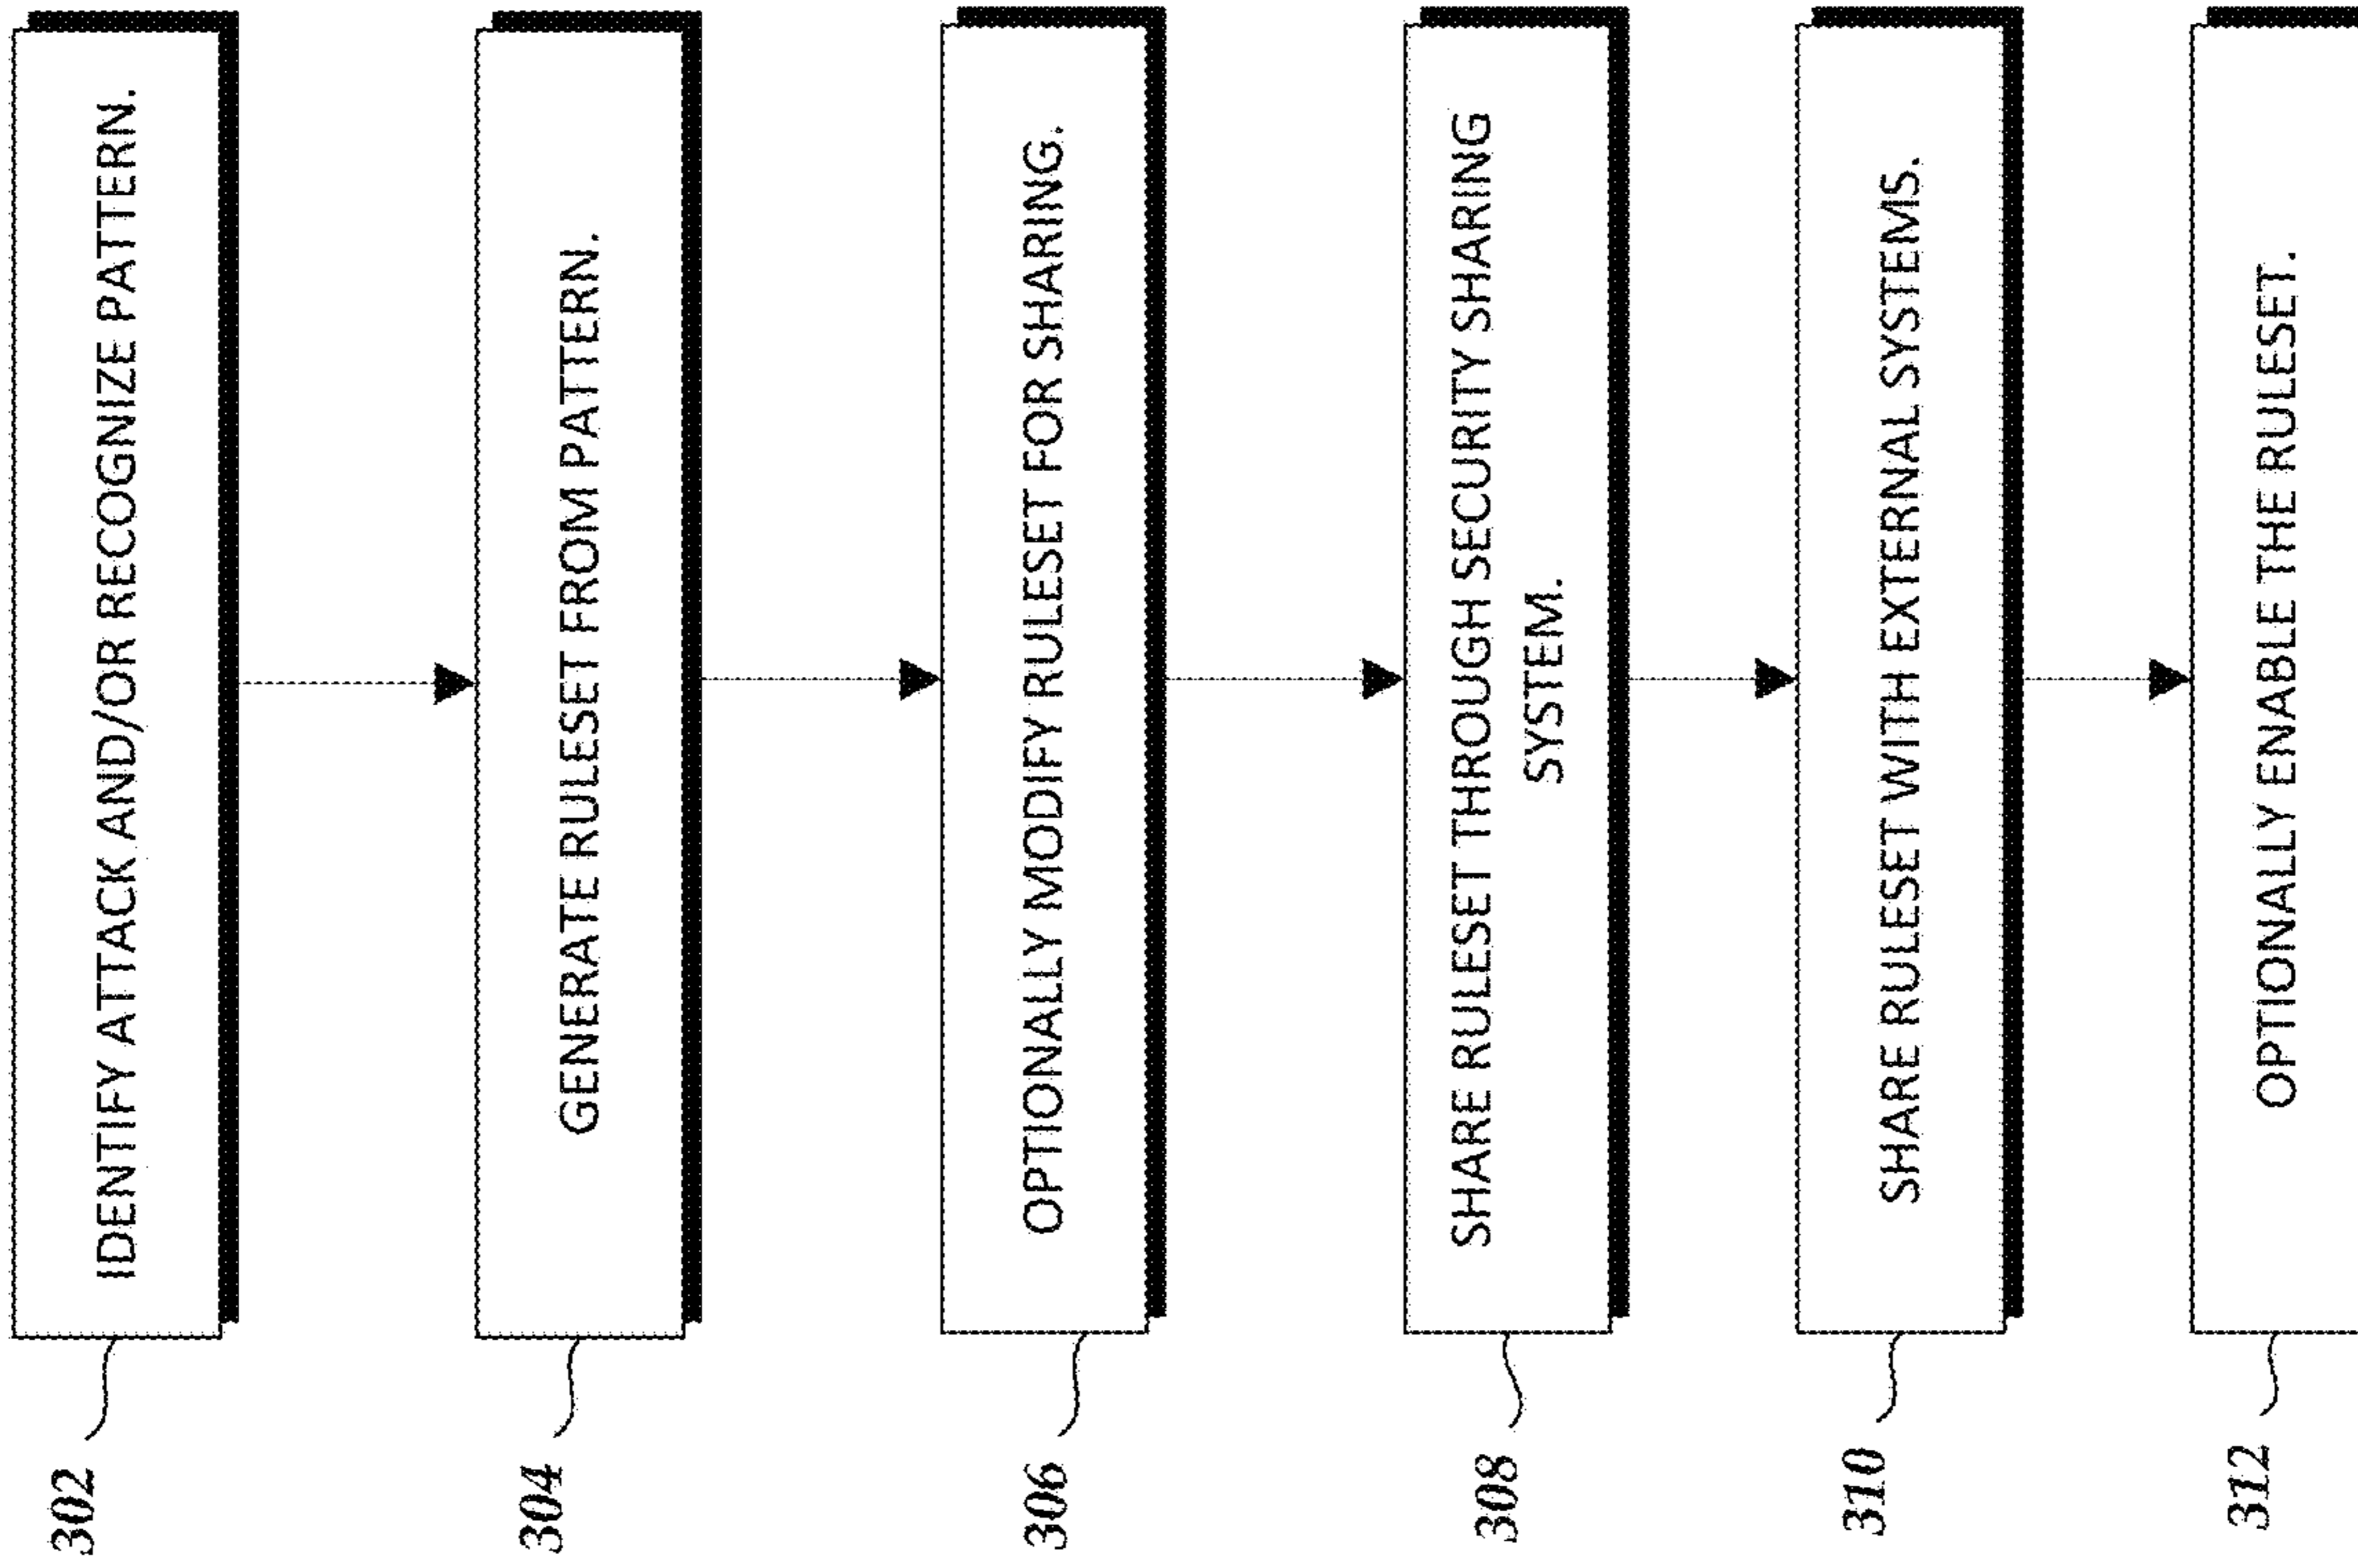 302
IDENTIFY ATTACK AND/OR RECOGNIZE PATTERN.
304
GENERATE RULESET FROM PATTERN.
306
OPTIONALLY MODIFY RULESET FOR SHARING.
308
SHARE RULESET THROUGH SECURITY SHARING
SYSTEM.
310
SHARE RULESET WITH EXTERNAL SYSTEMS.
312
OPTIONALLY ENABLE THE RULESET.